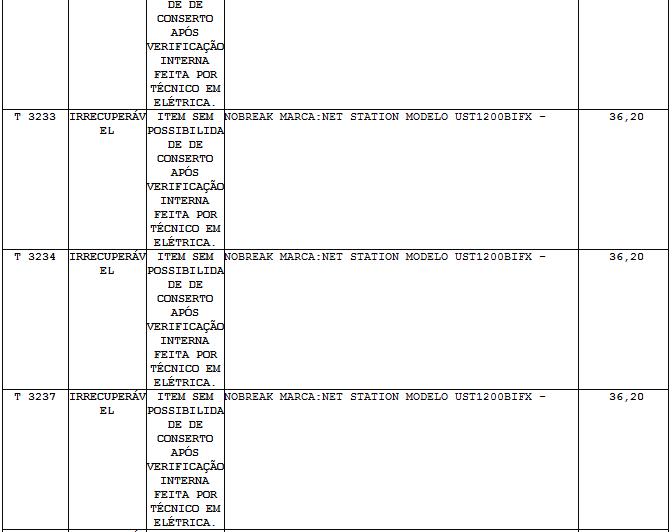 DE DE
CONSERTO
APÓS
VERIFICAÇÃO
INTERNA
FEITA POR
TÉCNICO EM
ELÉTRICA.
T 3233 IRRECUPERÁV ITEM SEM NOBREAK MARCA:NET STATION MODELO UST1200BIFX – 36,20
EL POSSIBILIDA
DE DE
CONSERTO
APÓS
VERIFICAÇÃO
INTERNA
FEITA POR
TÉCNICO EM
ELÉTRICA.
T 3234 IRRECUPERÁV ITEM SEM NOBREAK MARCA:NET STATION MODELO UST1200BIFX – 36,20
EL POSSIBILIDA
DE DE
CONSERTO
APÓS
VERIFICAÇÃO
INTERNA
FEITA POR
TÉCNICO EM
ELÉTRICA.
T 3237 IRRECUPERÁV ITEM SEM NOBREAK MARCA:NET STATION MODELO UST1200BIFX – 36,20
EL POSSIBILIDA
DE DE
CONSERTO
APÓS
VERIFICAÇÃO
INTERNA
FEITA POR
TÉCNICO EM
ELÉTRICA.